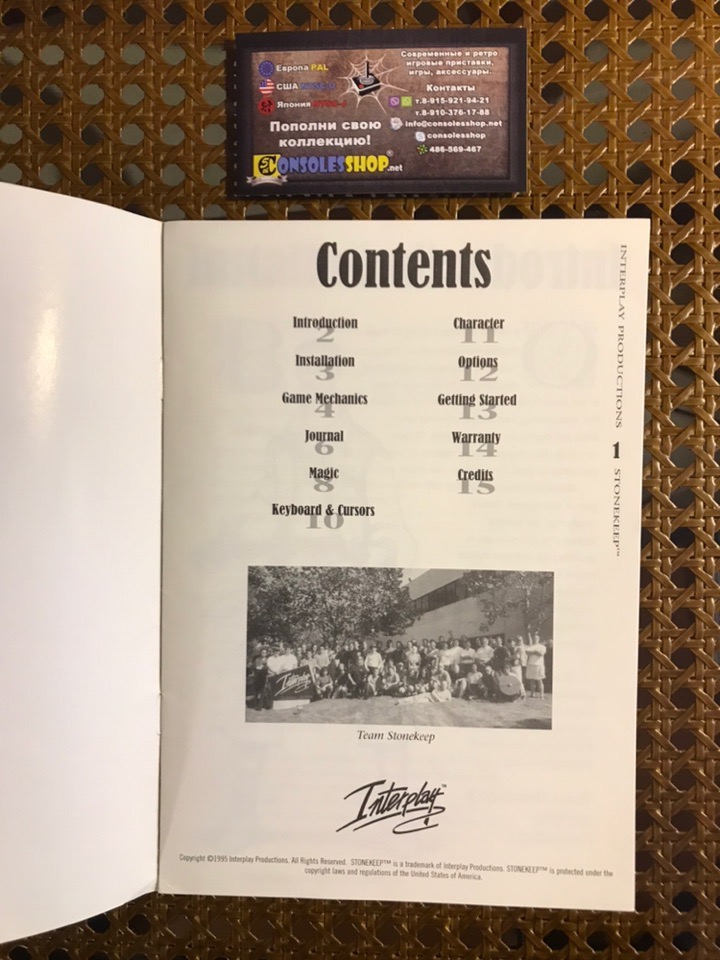 Европа PAL
США NTSC-U
Япония NTSC-J
Пополни свою
коллекцию!
CONSOLESSHOP.net
Современные и ретро
игровые приставки,
игры, аксессуары.
Контакты
т.8-915-921-94-21
т.8-910-376-17-88
info@consolesshop.net
consolesshop
486-569-467
Contents
Introduction
2
Installation
3
Game Mechanics
4
Journal
6
Magic
8
Keyboard & Cursors
10
Character
11
Options
12
Getting Started
13
Warranty
14
Credits
15
INTERPLAY PRODUCTIONS 1 STONEKEEP™
Interplay
Team Stonekeep
Interplay™
Copyright ©1995 Interplay Productions. All Rights Reserved. STONEKEEP™ is a trademark of Interplay Productions. STONEKEEP™ is protected under the
copyright laws and regulations of the United States of America.